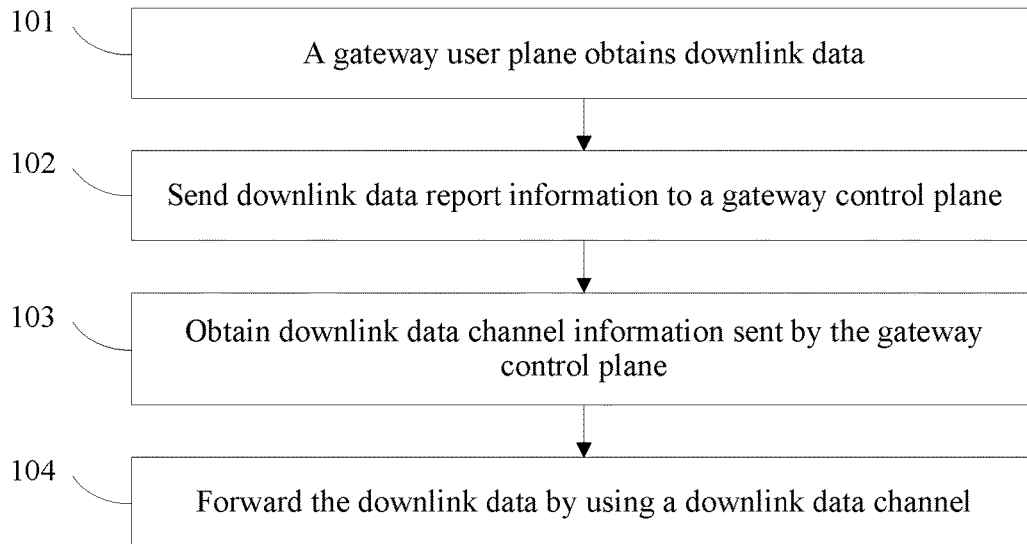 101
A gateway user plane obtains downlink data
102
Send downlink data report information to a gateway control plane
103
Obtain downlink data channel information sent by the gateway
control plane
104
Forward the downlink data by using a downlink data channel